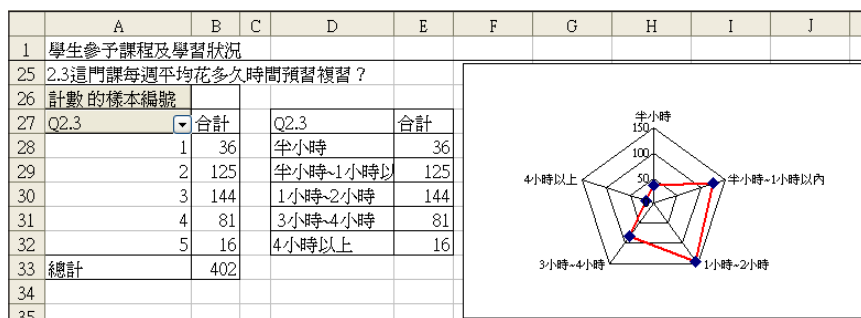 A B C D E F G H I J
1 學生參予課程及學習狀況
25 2.3這門課每週平均花多久時間預習複習？
26 計數 的樣本編號
27 Q2.3 合計 Q2.3 合計
28 1 36 半小時 36
29 2 125 半小時~1小時以 125
30 3 144 1小時~2小時 144
31 4 81 3小時~4小時 81
32 5 16 4小時以上 16
33 總計 402
34
35
半小時
150
100
50
4小時以上 半小時~1小時以內
3小時~4小時 1小時~2小時